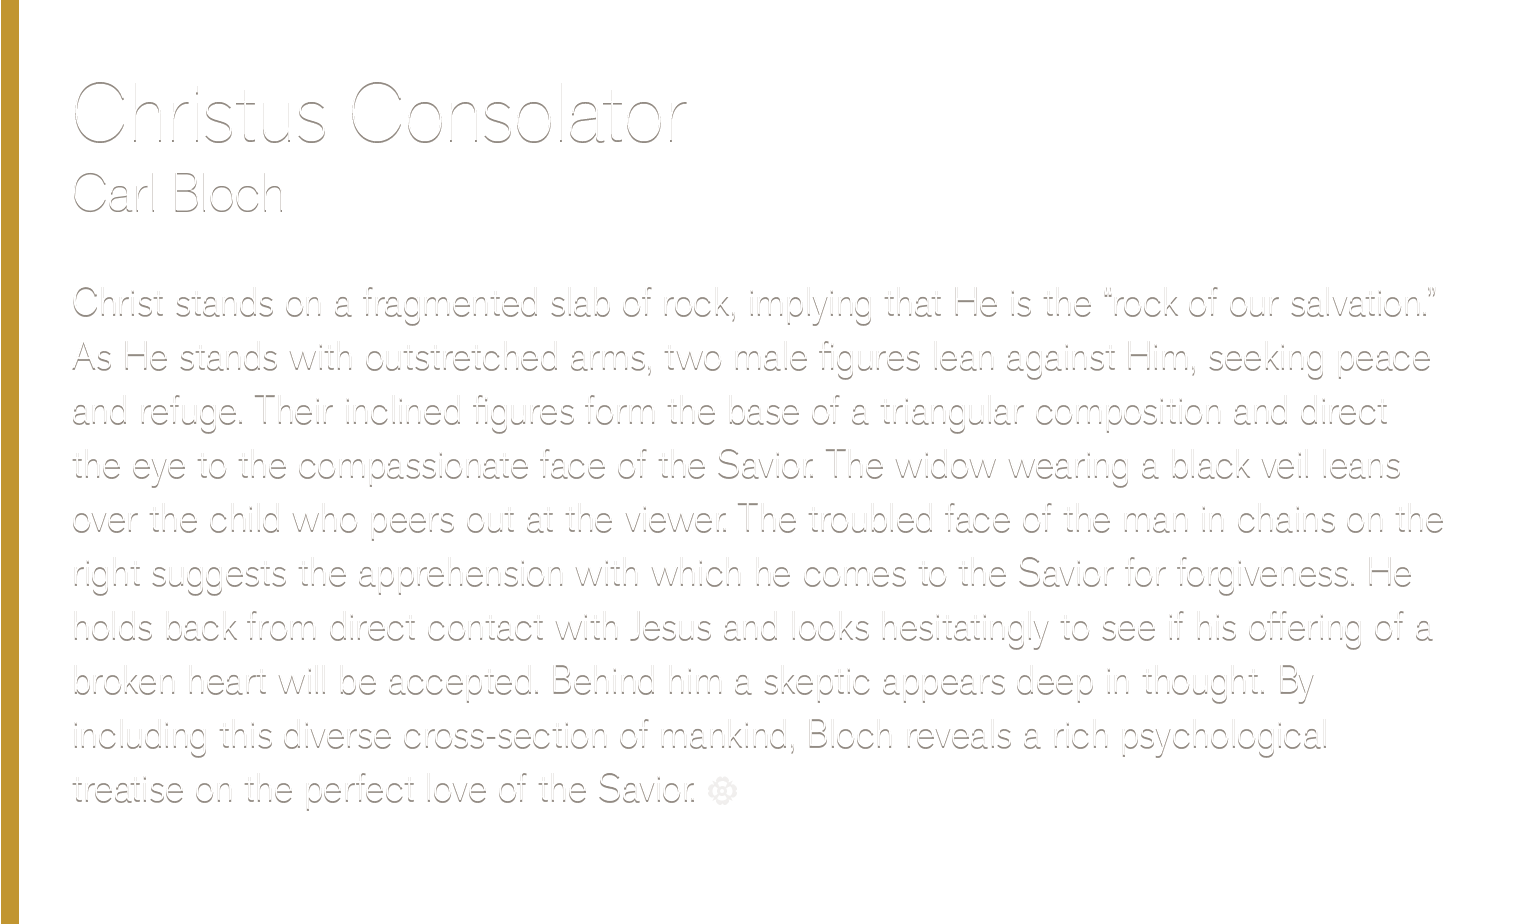 Christus Consolator
Carl Bloch
Christ stands on a fragmented slab of rock, implying that He is the “rock of our salvation.”
As He stands with outstretched arms, two male figures lean against Him, seeking peace
and refuge. Their inclined figures form the base of a triangular composition and direct
the eye to the compassionate face of the Savior. The widow wearing a black veil leans
over the child who peers out at the viewer. The troubled face of the man in chains on the
right suggests the apprehension with which he comes to the Savior for forgiveness. He
holds back from direct contact with Jesus and looks hesitatingly to see if his offering of a
broken heart will be accepted. Behind him a skeptic appears deep in thought. By
including this diverse cross-section of mankind, Bloch reveals a rich psychological
treatise on the perfect love of the Savior.